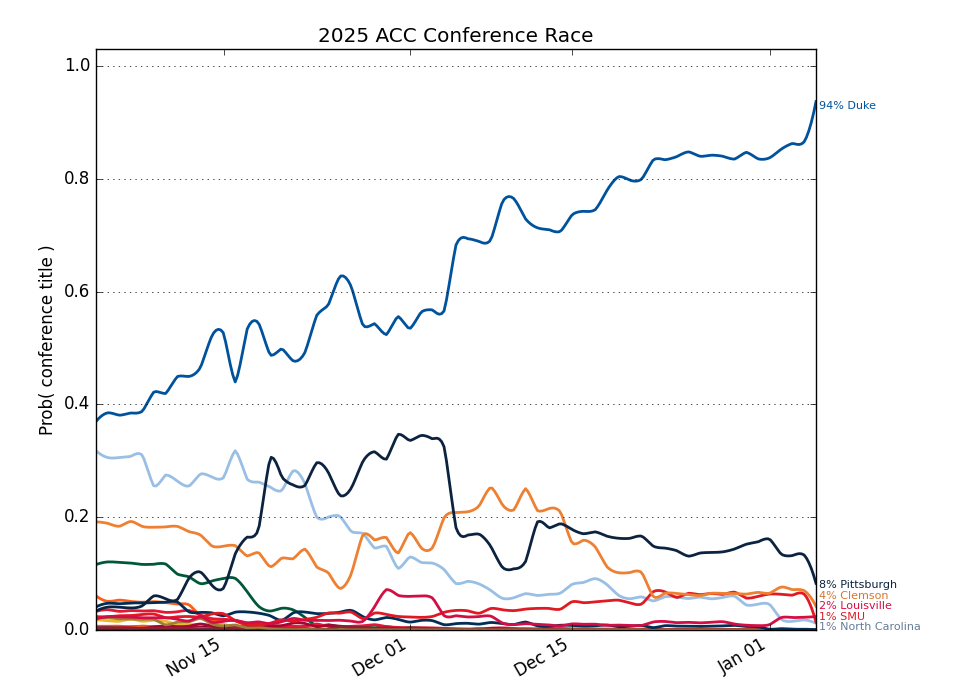 2025 ACC Conference Race
1.0
0.8
0.6
0.4
0.2
0.0
Prob( conference title )
94% Duke
8% Pittsburgh
4% Clemson
2% Louisville
1% SMU
1% North Carolina
Nov 15
Dec 01
Dec 15
Jan 01